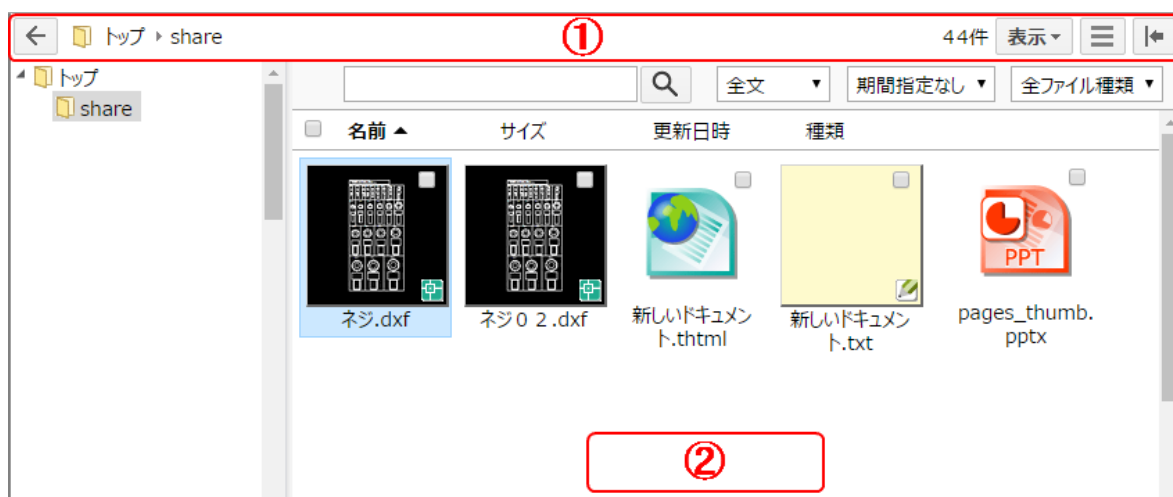 トップ ▸ share ① 44件 表示
トップ
share
全文 期間指定なし 全ファイル種類
名前 サイズ 更新日時 種類
ネジ.dxf
ネジ０２.dxf
新しいドキュメン
ト.thtml
新しいドキュメン
ト.txt
PPT
pages_thumb.
pptx
②